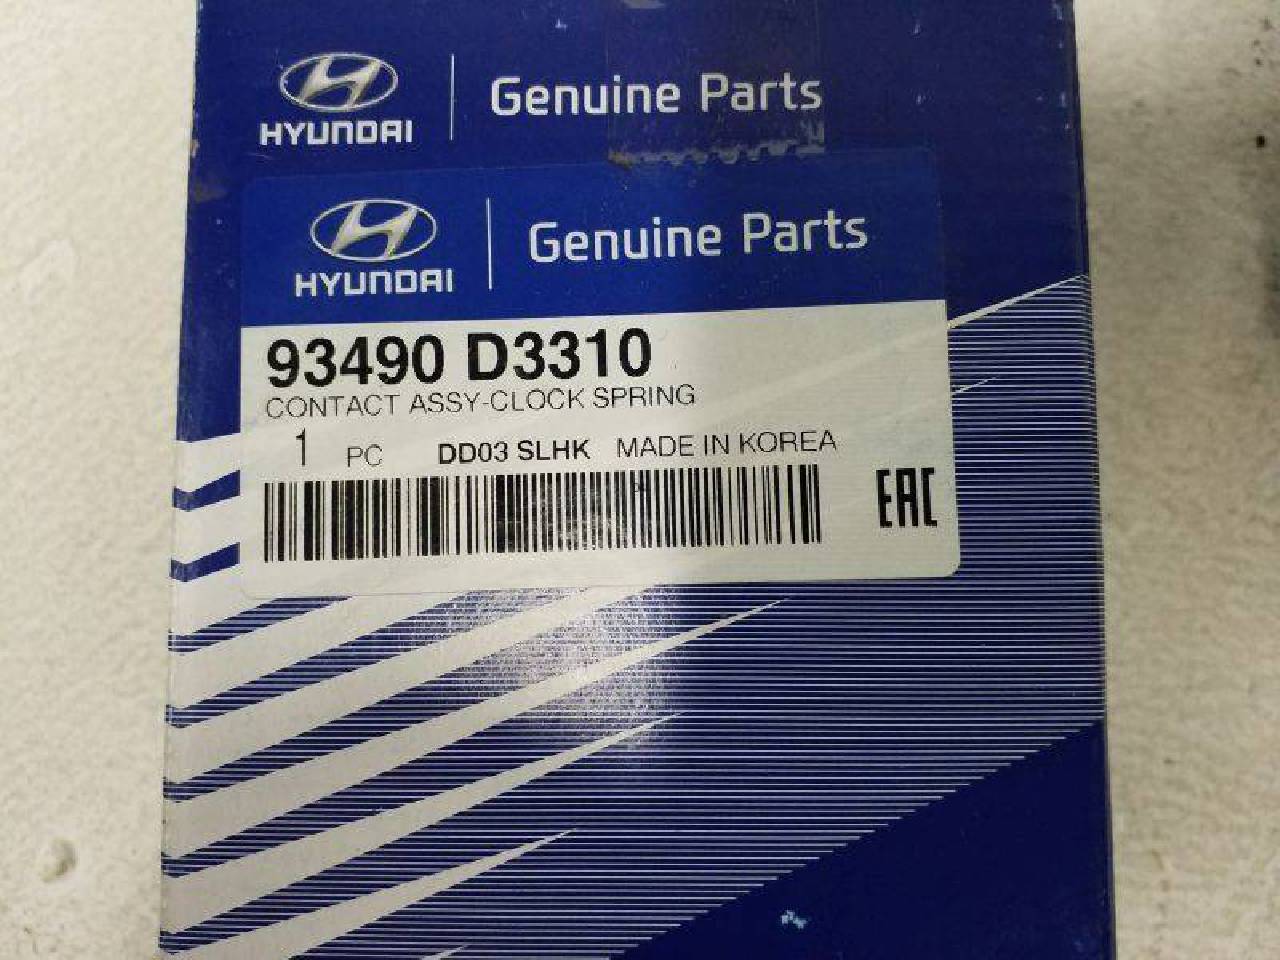 HYUNDAI Genuine Parts
HYUNDAI Genuine Parts
93490 D3310
CONTACT ASSY-CLOCK SPRING
1 PC DD03 SLHK MADE IN KOREA
EAC